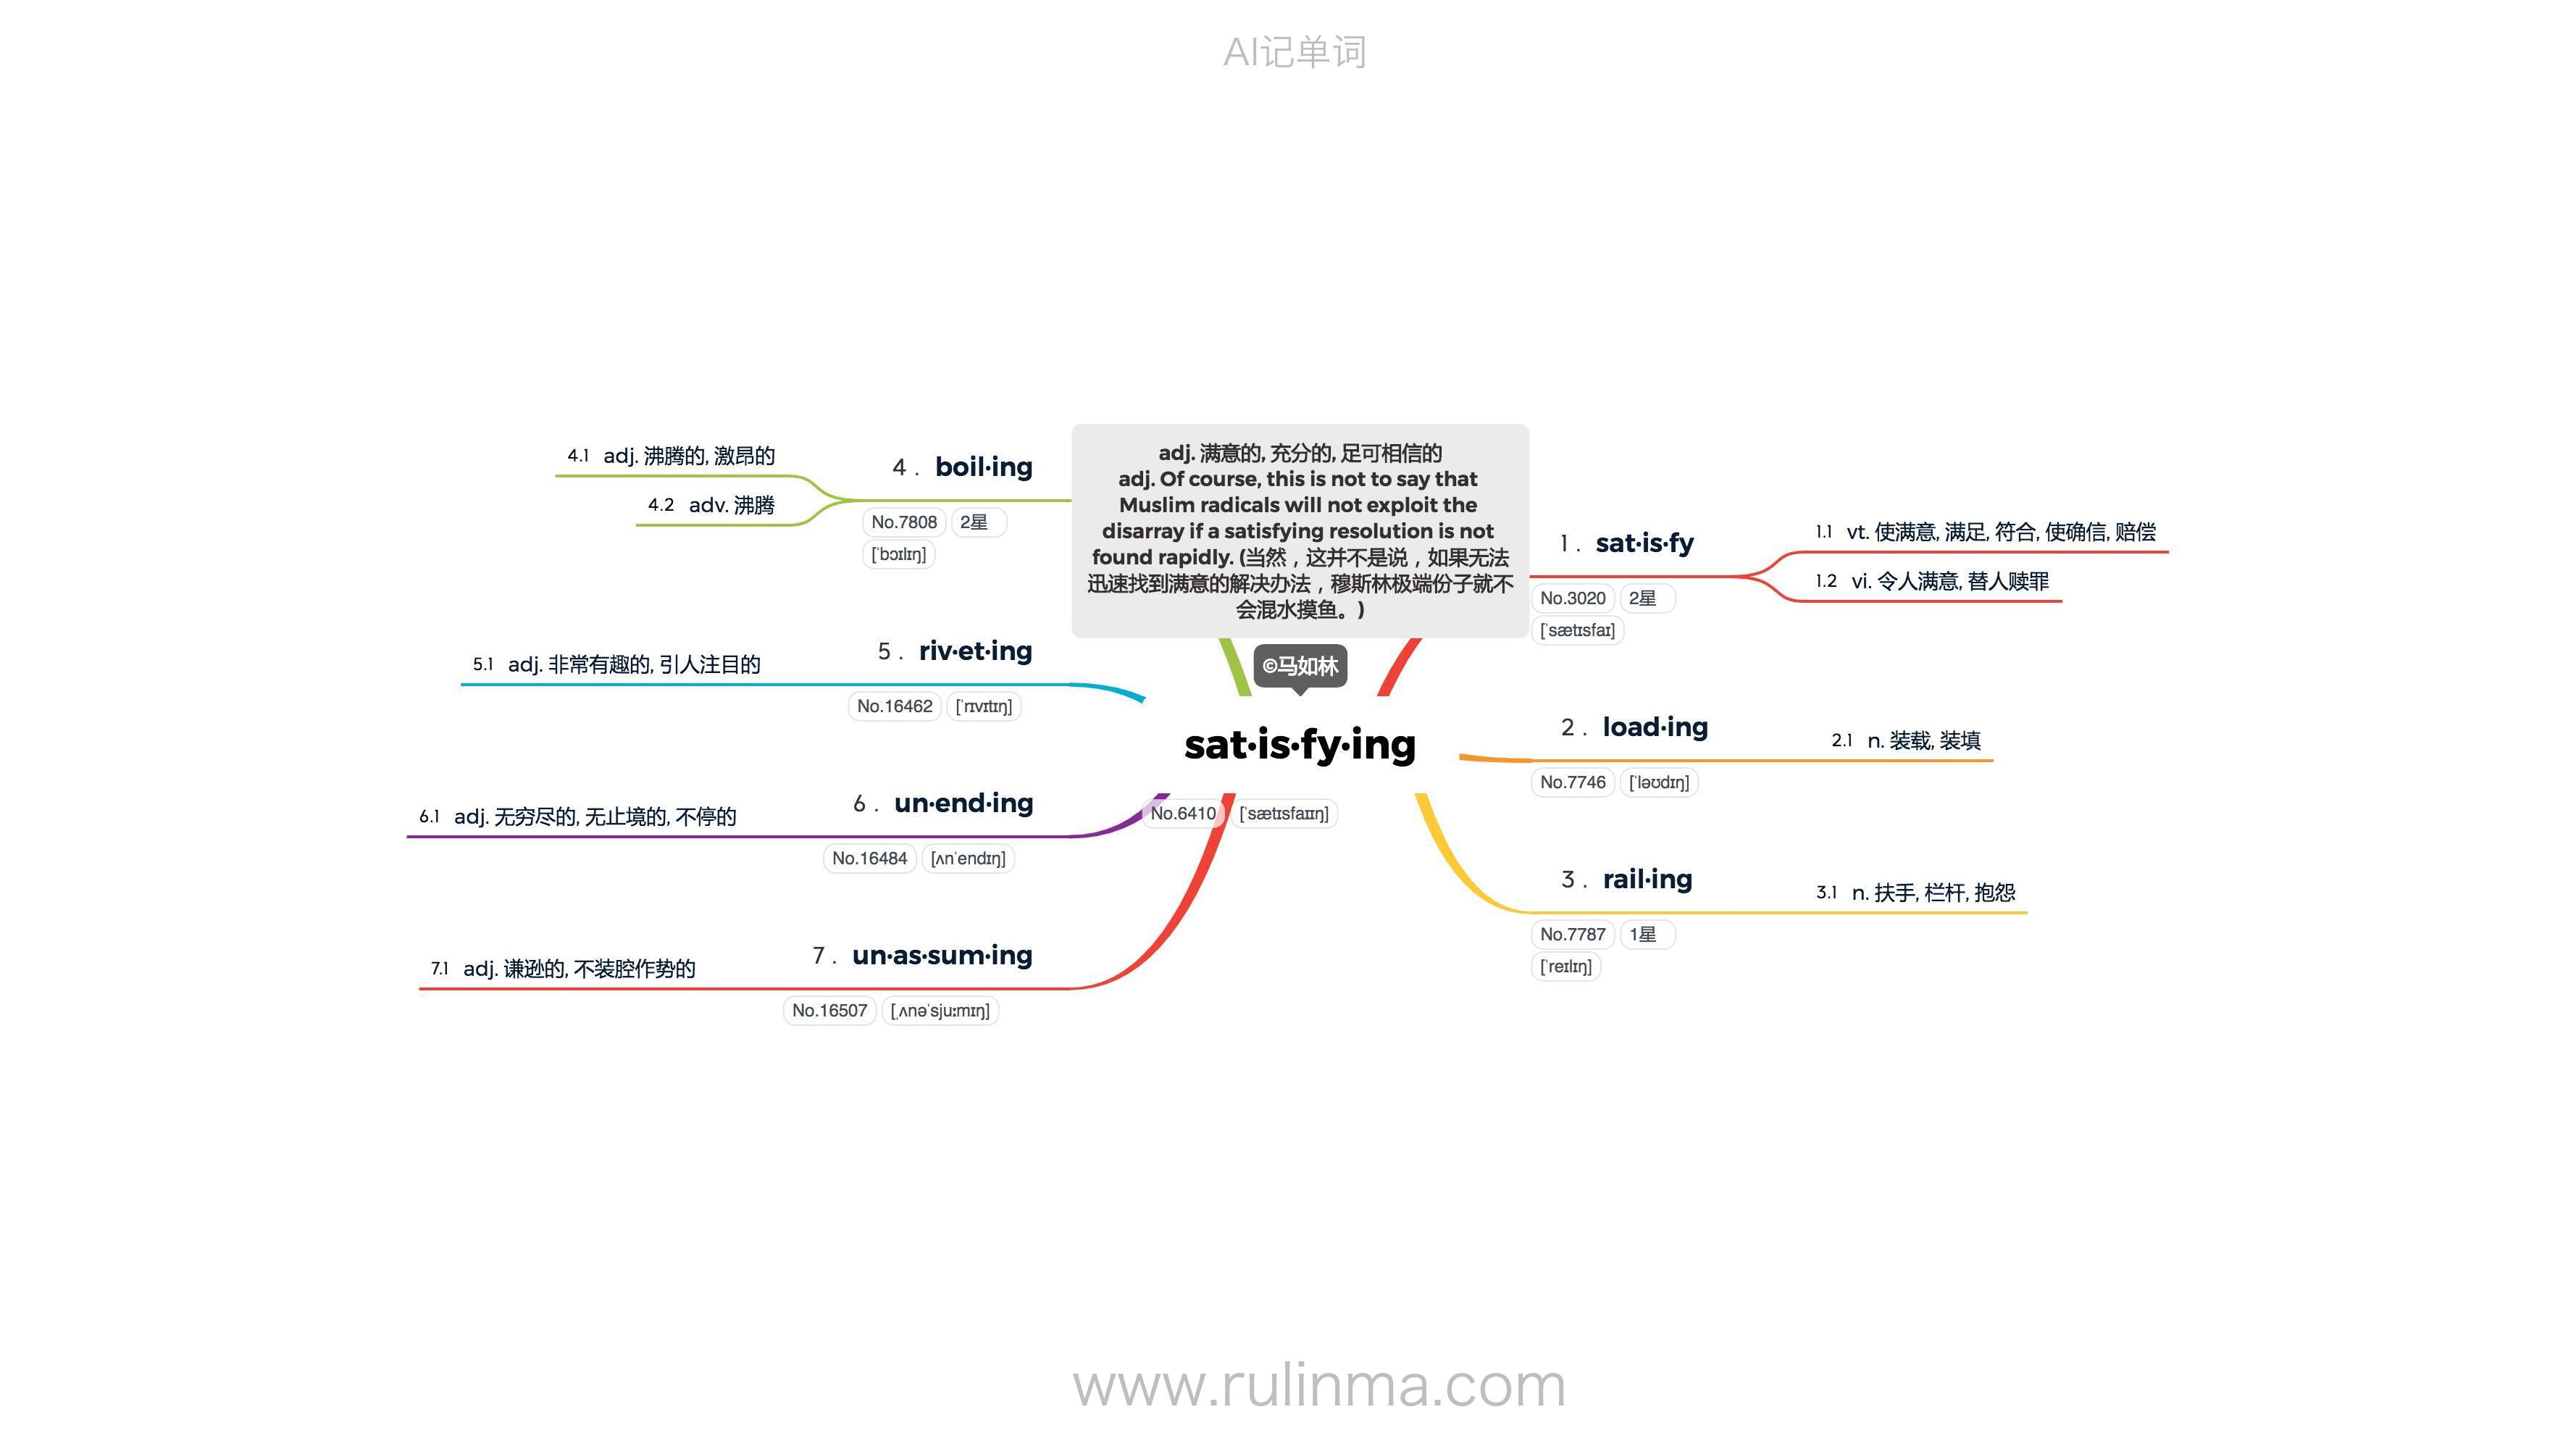 AI记单词
adj. 满意的, 充分的, 足可相信的
adj. Of course, this is not to say that
Muslim radicals will not exploit the
disarray if a satisfying resolution is not
found rapidly. (当然，这并不是说，如果无法
迅速找到满意的解决办法，穆斯林极端份子就不
会混水摸鱼。)
©马如林
sat·is·fy·ing
No.6410 [ˈsætɪsfaɪɪŋ]
1 . sat·is·fy
No.3020 2星
[ˈsætɪsfaɪ]
1.1 vt. 使满意, 满足, 符合, 使确信, 赔偿
1.2 vi. 令人满意, 替人赎罪
2 . load·ing
No.7746 [ˈləʊdɪŋ]
2.1 n. 装载, 装填
3 . rail·ing
No.7787 1星
[ˈreɪlɪŋ]
3.1 n. 扶手, 栏杆, 抱怨
4 . boil·ing
No.7808 2星
[ˈbɔɪlɪŋ]
4.1 adj. 沸腾的, 激昂的
4.2 adv. 沸腾
5 . riv·et·ing
No.16462 [ˈrɪvɪtɪŋ]
5.1 adj. 非常有趣的, 引人注目的
6 . un·end·ing
No.16484 [ʌnˈendɪŋ]
6.1 adj. 无穷尽的, 无止境的, 不停的
7 . un·as·sum·ing
No.16507 [ˌʌnəˈsjuːmɪŋ]
7.1 adj. 谦逊的, 不装腔作势的
www.rulinma.com